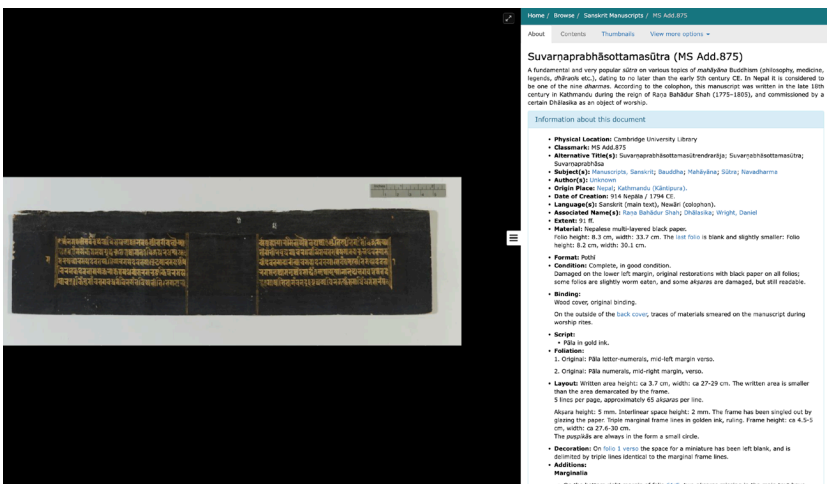 Home / Browse / Sanskrit Manuscripts / MS Add.875
About Contents Thumbnails View more options
Suvarṇaprabhāsottamasūtra (MS Add.875)
A fundamental and very popular sūtra on various topics of mahāyāna Buddhism (philosophy, medicine,
legends, dhāraṇīs etc.), dating to no later than the early 5th century CE. In Nepal it is considered to
be one of the nine dharmas. According to the colophon, this manuscript was written in the late 18th
century in Kathmandu during the reign of Raṇa Bahādur Shah (1775–1805), and commissioned by a
certain Dhālasika as an object of worship.
Information about this document
• Physical Location: Cambridge University Library
• Classmark: MS Add.875
• Alternative Title(s): Suvarṇaprabhāsottamasūtrendrarāja; Suvarṇabhāsottamasūtra;
Suvarṇaprabhāsa
• Subject(s): Manuscripts, Sanskrit; Bauddha; Mahāyāna; Sūtra; Navadharma
• Author(s): Unknown
• Origin Place: Nepal; Kathmandu (Kāntipura).
• Date of Creation: 914 Nepāla / 1794 CE.
• Language(s): Sanskrit (main text), Newāri (colophon).
• Associated Name(s): Raṇa Bahādur Shah; Dhālasika; Wright, Daniel
• Extent: 91 ff.
• Material: Nepalese multi-layered black paper.
Folio height: 8.3 cm, width: 33.7 cm. The last folio is blank and slightly smaller: Folio
height: 8.2 cm, width: 30.1 cm.
• Format: Pothi
• Condition: Complete, in good condition.
Damaged on the lower left margin, original restorations with black paper on all folios;
some folios are slightly worm eaten, and some akṣaras are damaged, but still readable.
• Binding:
Wood cover, original binding.
On the outside of the back cover, traces of materials smeared on the manuscript during
worship rites.
• Script:
• Pāla in gold ink.
• Foliation:
1. Original: Pāla letter-numerals, mid-left margin verso.
2. Original: Pāla numerals, mid-right margin, verso.
• Layout: Written area height: ca 3.7 cm, width: ca 27-29 cm. The written area is smaller
than the area demarcated by the frame.
5 lines per page, approximately 65 akṣaras per line.
Akṣara height: 5 mm. Interlinear space height: 2 mm. The frame has been singled out by
glazing the paper. Triple marginal frame lines in golden ink, ruling. Frame height: ca 4.5-5
cm, width: ca 27.6-30 cm.
The puṣpikās are always in the form a small circle.
• Decoration: On folio 1 verso the space for a miniature has been left blank, and is
delimited by triple lines identical to the marginal frame lines.
• Additions:
Marginalia